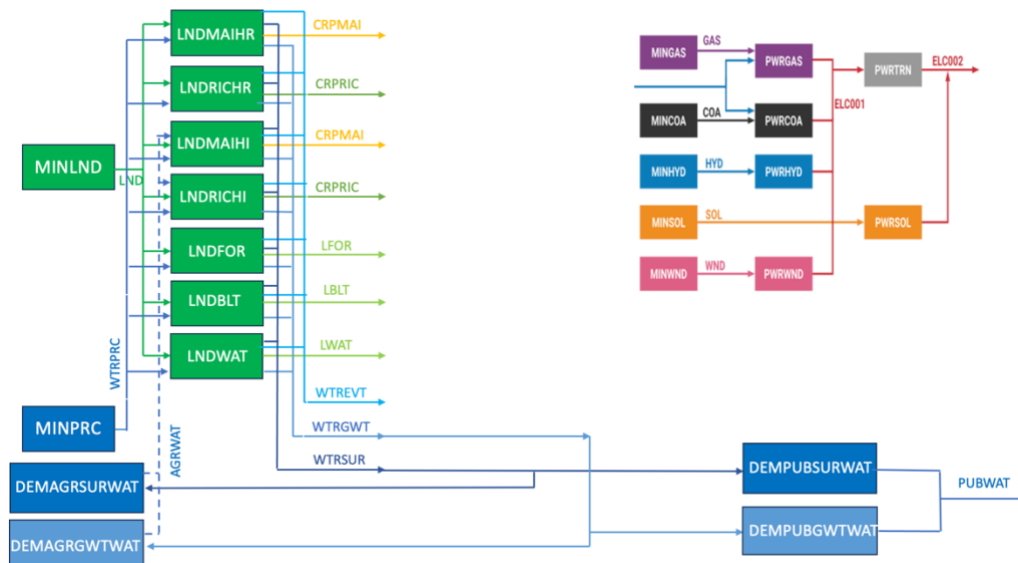 LNDMAIHR
CRPMAI
LNDRICHR
CRPRIC
LNDMAIHI
CRPMAI
MINLND
LND
LNDRICHI
CRPRIC
LNDFOR
LFOR
LNDBLT
LBLT
LNDWAT
LWAT
WTRPRC
WTREVT
MINPRC
WTRGWT
AGRWAT
WTRSUR
DEMAGRSURWAT
DEMAGRGWTWAT
DEMPUBSURWAT
PUBWAT
DEMPUBGWTWAT
MINGAS
GAS
PWRGAS
PWRTRN
ELC002
ELC001
MINCOA
COA
PWRCOA
MINHYD
HYD
PWRHYD
MINSOL
SOL
PWRSOL
MINWND
WND
PWRWND